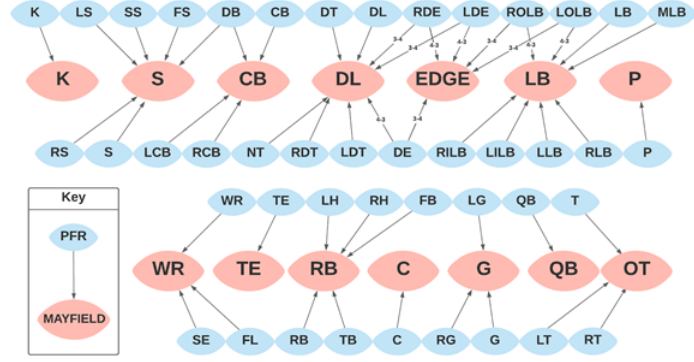 K LS SS FS DB CB DT DL RDE LDE ROLB LOLB LB MLB
3-4 4-3 3-4 4-3 3-4 3-4 4-3 4-3
K S CB DL EDGE LB P
4-3 3-4
RS S LCB RCB NT RDT LDT DE RILB LILB LLB RLB P
Key
PFR
MAYFIELD
WR TE LH RH FB LG QB T
WR TE RB C G QB OT
SE FL RB TB C RG G LT RT